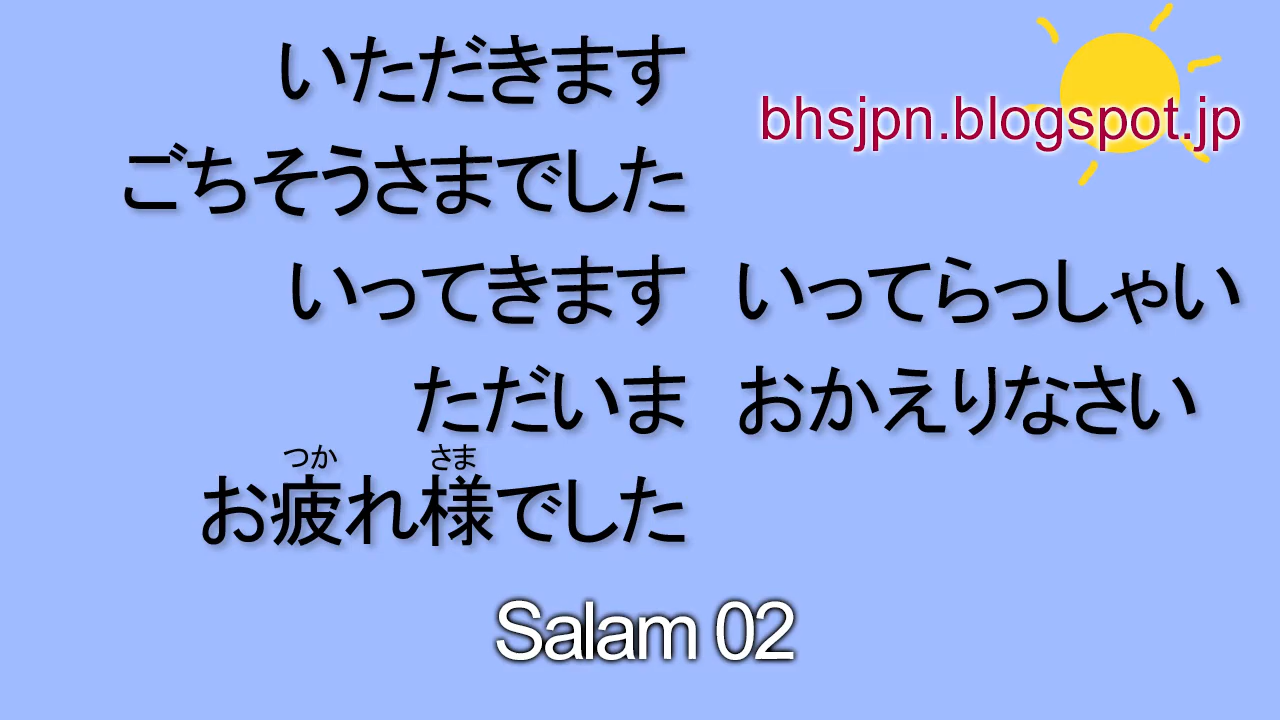 いただきます
bhsjpn.blogspot.jp
ごちそうさまでした
いってきます いってらっしゃい
ただいま おかえりなさい
つか さま
お疲れ様でした
Salam 02